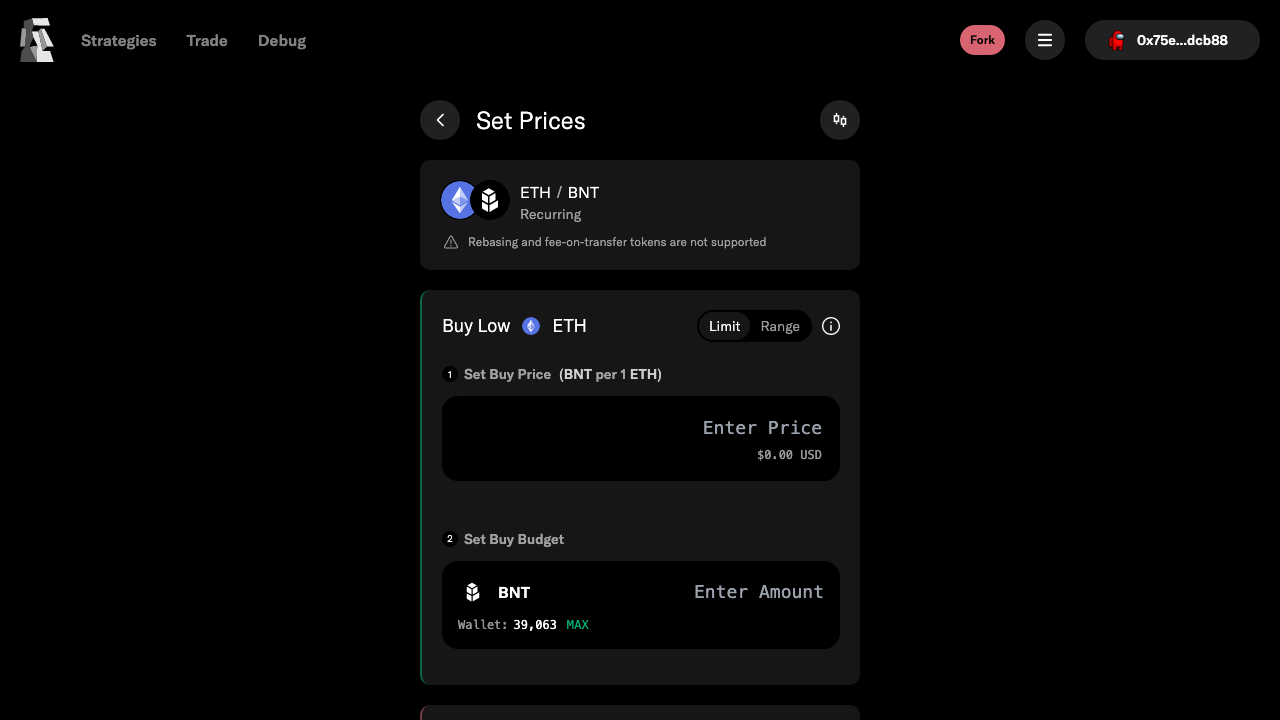 Strategies Trade Debug Fork 0x75e...dcb88
Set Prices
ETH / BNT
Recurring
Rebasing and fee-on-transfer tokens are not supported
Buy Low ETH Limit Range
1 Set Buy Price (BNT per 1 ETH)
Enter Price
$0.00 USD
2 Set Buy Budget
BNT Enter Amount
Wallet: 39,063 MAX